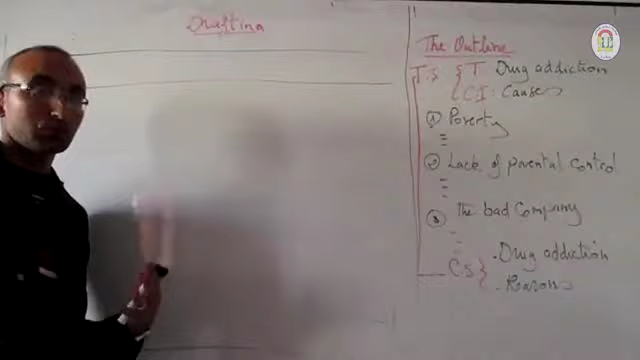 Drafting
The Outline
T.S { T Drug addiction
C.I : Causes
① Poverty
② Lack of parental control
③ The bad Company
C.S } . Drug addiction
. Reasons